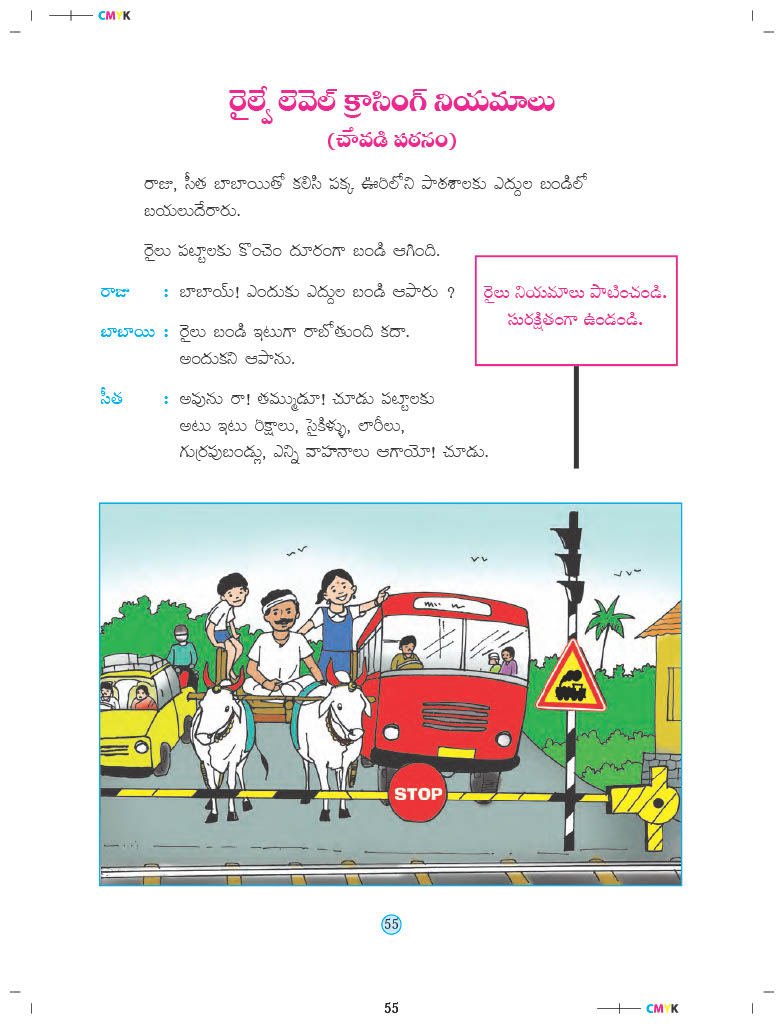 CMYK
రైల్వే లెవెల్ క్రాసింగ్ నియమాలు
(చావడి పఠనం)
రాజు, సీత బాబాయితో కలిసి పక్క ఊరిలోని పాఠశాలకు ఎద్దుల బండిలో
బయలుదేరారు.
రైలు పట్టాలకు కొంచెం దూరంగా బండి ఆగింది.
రాజు : బాబాయ్! ఎందుకు ఎద్దుల బండి ఆపారు ?
బాబాయి : రైలు బండి ఇటుగా రాబోతుంది కదా.
అందుకని ఆపాను.
సీత : అవును రా! తమ్ముడూ! చూడు పట్టాలకు
అటు ఇటు రిక్షాలు, సైకిళ్ళు, లారీలు,
గుర్రపుబండ్లు, ఎన్ని వాహనాలు ఆగాయో! చూడు.
రైలు నియమాలు పాటించండి.
సురక్షితంగా ఉండండి.
STOP
55
55
CMYK